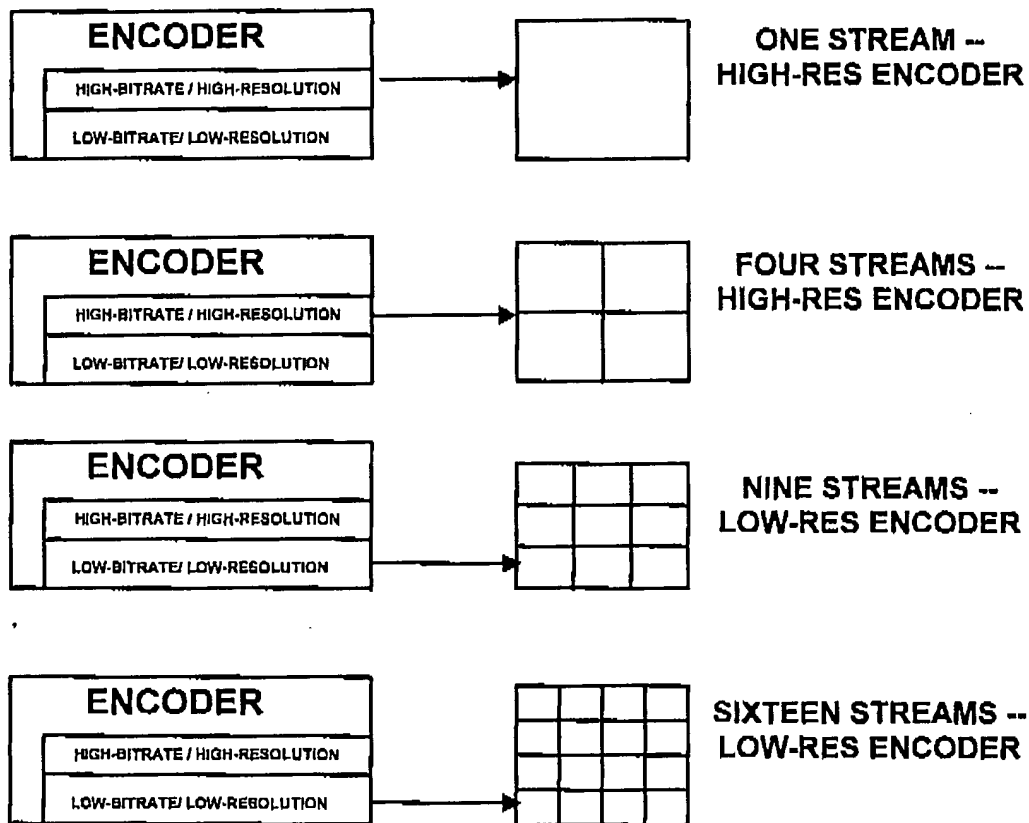 ENCODER
HIGH-BITRATE / HIGH-RESOLUTION
LOW-BITRATE/ LOW-RESOLUTION
ONE STREAM --
HIGH-RES ENCODER
ENCODER
HIGH-BITRATE / HIGH-RESOLUTION
LOW-BITRATE/ LOW-RESOLUTION
FOUR STREAMS --
HIGH-RES ENCODER
ENCODER
HIGH-BITRATE / HIGH-RESOLUTION
LOW-BITRATE/ LOW-RESOLUTION
NINE STREAMS --
LOW-RES ENCODER
ENCODER
HIGH-BITRATE / HIGH-RESOLUTION
LOW-BITRATE/ LOW-RESOLUTION
SIXTEEN STREAMS --
LOW-RES ENCODER